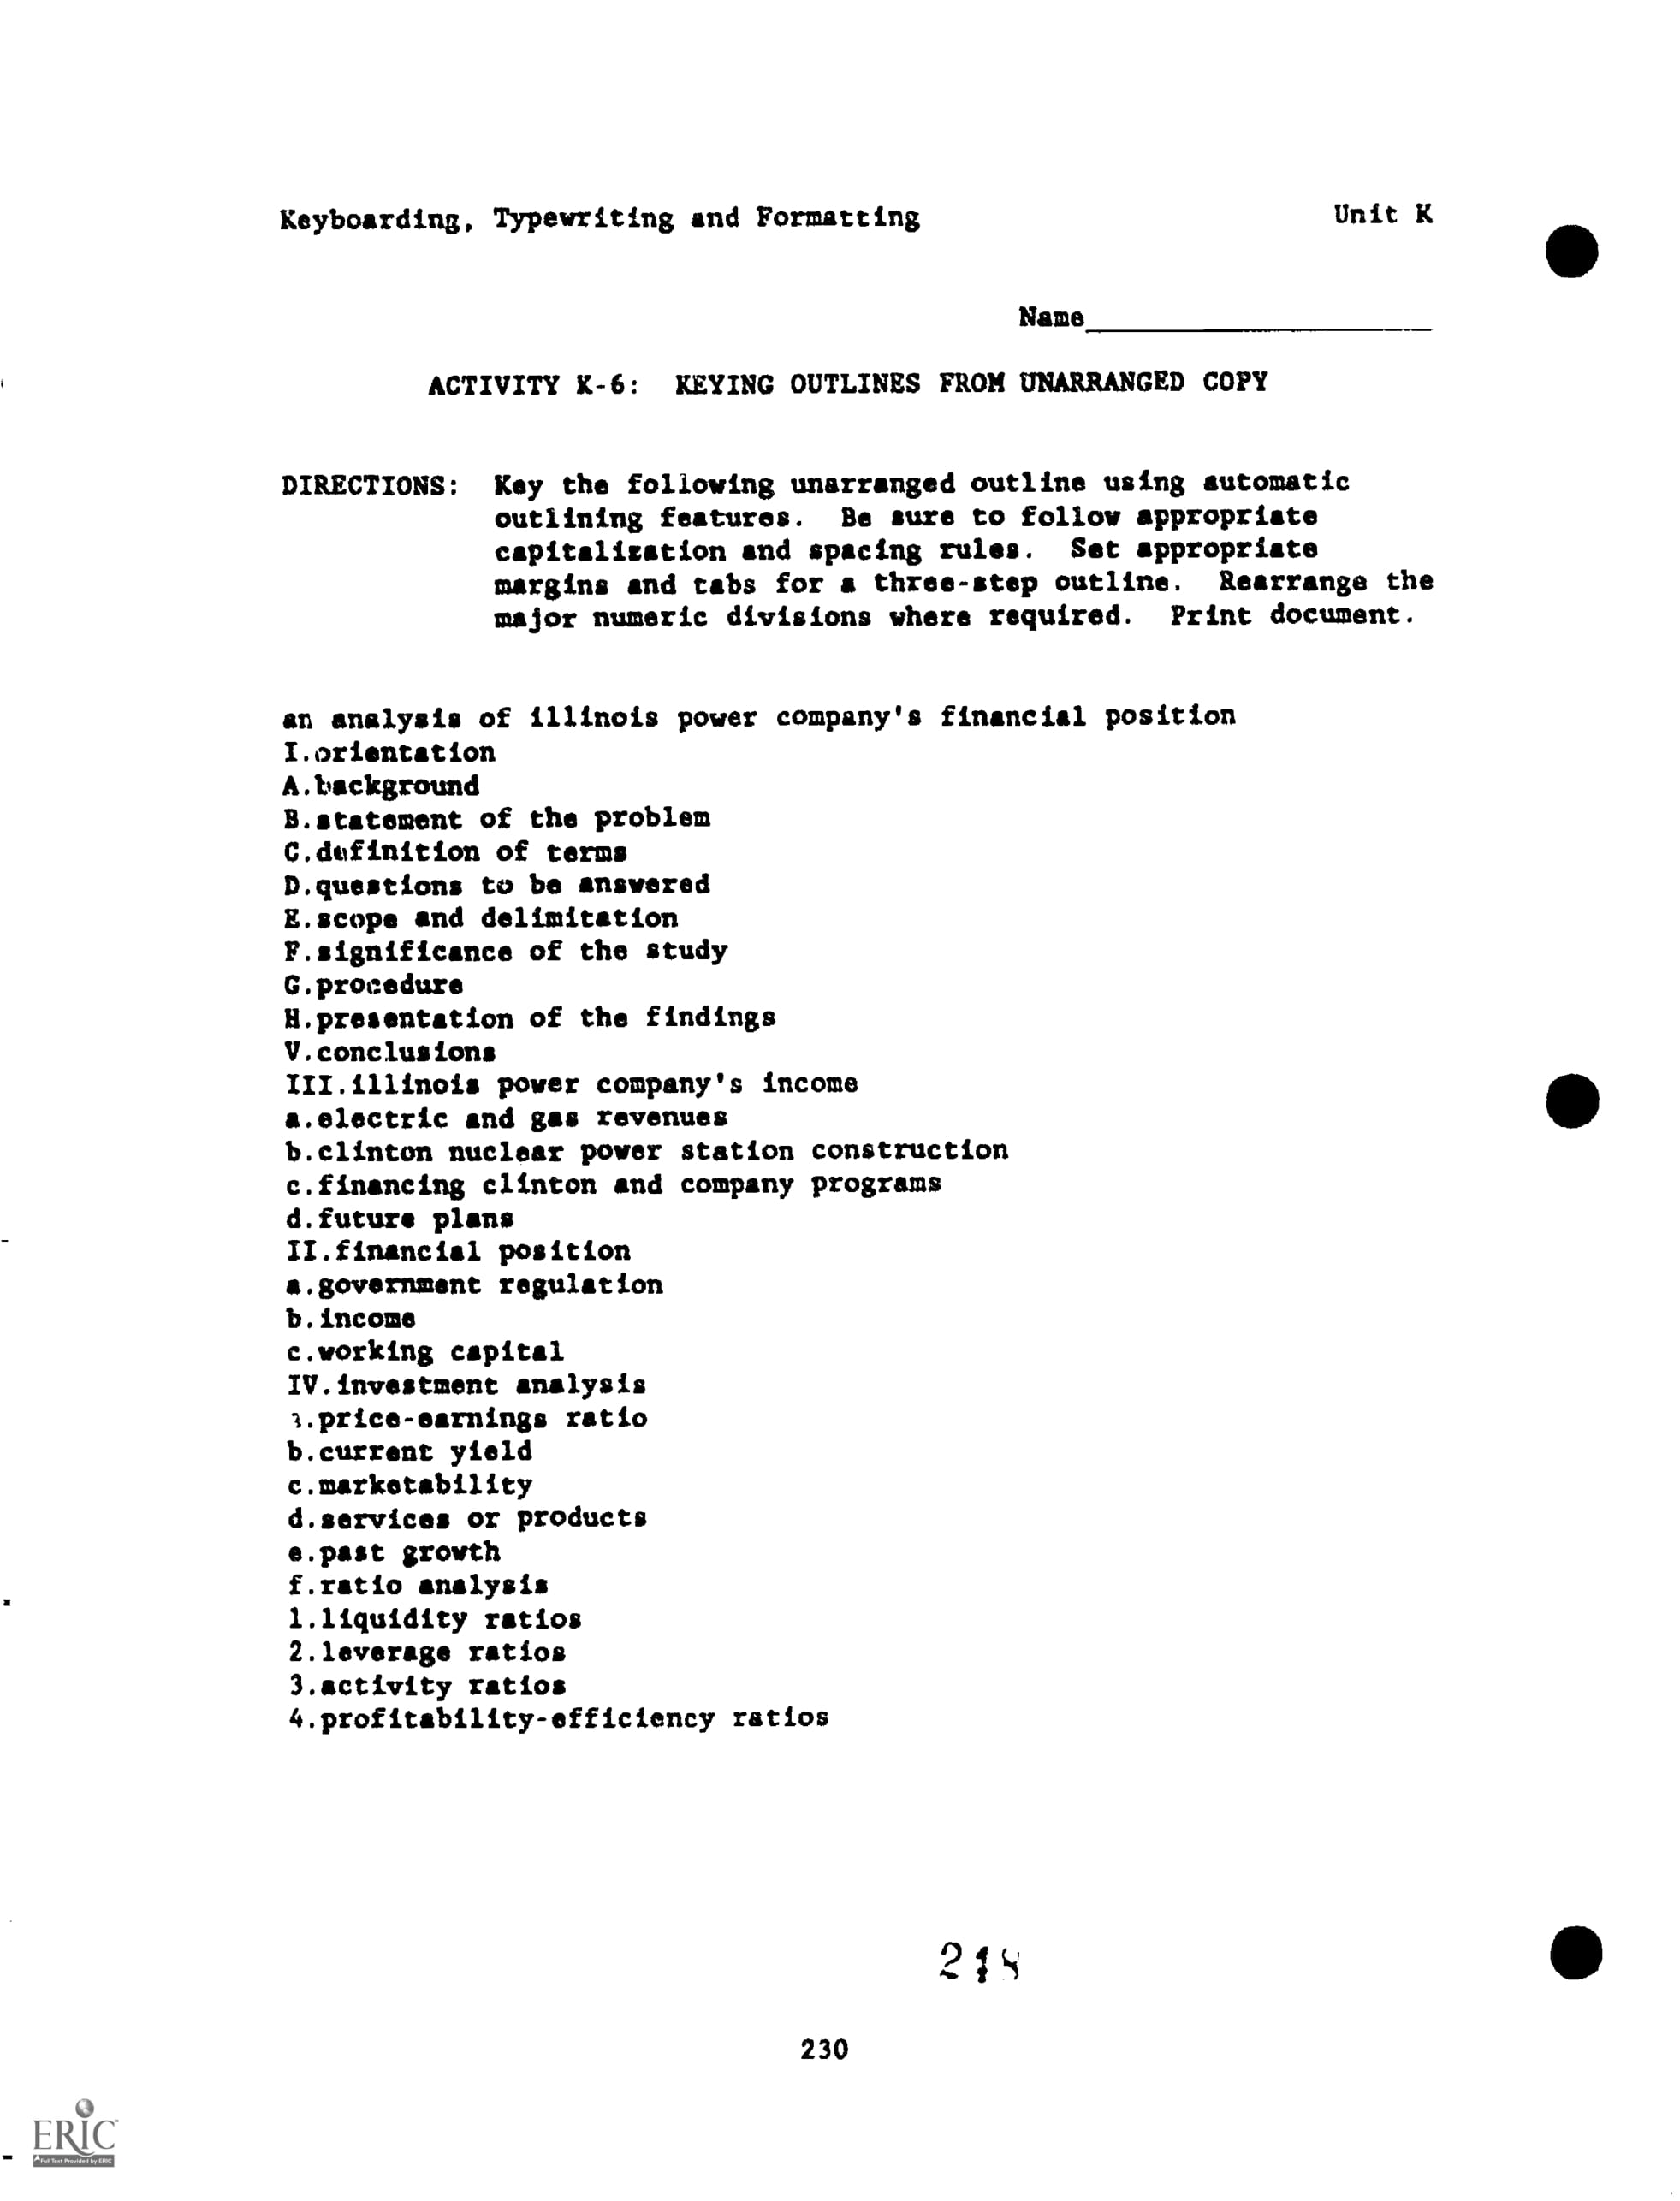 Keyboarding, Typewriting and Formatting Unit K
Name
ACTIVITY K-6: KEYING OUTLINES FROM UNARRANGED COPY
DIRECTIONS: Key the following unarranged outline using automatic
outlining features. Be sure to follow appropriate
capitalization and spacing rules. Set appropriate
margins and tabs for a three-step outline. Rearrange the
major numeric divisions where required. Print document.
an analysis of illinois power company's financial position
I.orientation
A.background
B.statement of the problem
C.definition of terms
D.questions to be answered
E.scope and delimitation
F.significance of the study
G.procedure
H.presentation of the findings
V.conclusions
III.illinois power company's income
a.electric and gas revenues
b.clinton nuclear power station construction
c.financing clinton and company programs
d.future plans
II.financial position
a.government regulation
b.income
c.working capital
IV.investment analysis
a.price-earnings ratio
b.current yield
c.marketability
d.services or products
e.past growth
f.ratio analysis
1.liquidity ratios
2.leverage ratios
3.activity ratios
4.profitability-efficiency ratios
218
230
ERIC
Full Text Provided by ERIC